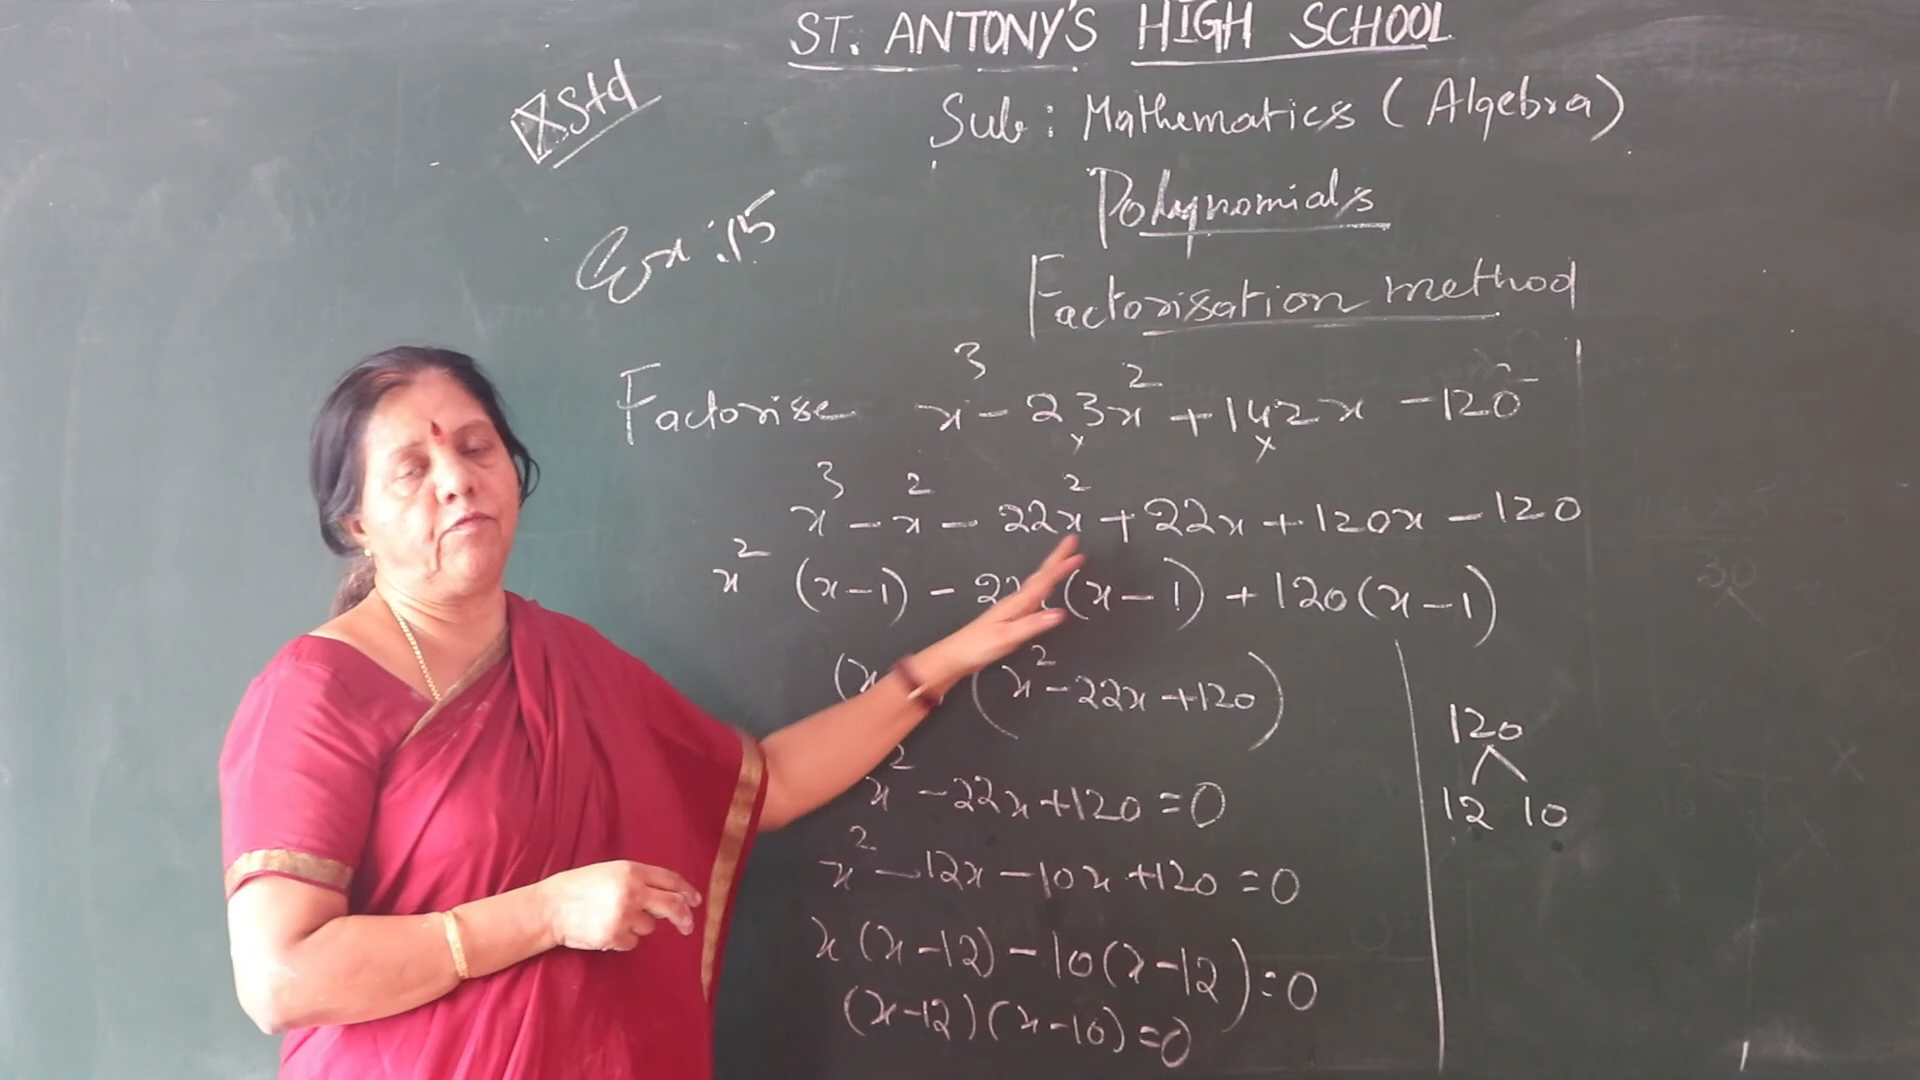 ST. ANTONY'S HIGH SCHOOL
X Std
Sub : Mathematics ( Algebra )
Polynomials
Ex : 15
Factorisation method
Factorise x³ - 23x² + 142x - 120
x³ - x² - 22x² + 22x + 120x - 120
x² (x-1) - 22x (x-1) + 120 (x-1)
(x (x² - 22x + 120)
120
x² - 22x + 120 = 0
12 10
x² - 12x - 10x + 120 = 0
x (x-12) - 10 (x-12) = 0
(x-12) (x-10) = 0